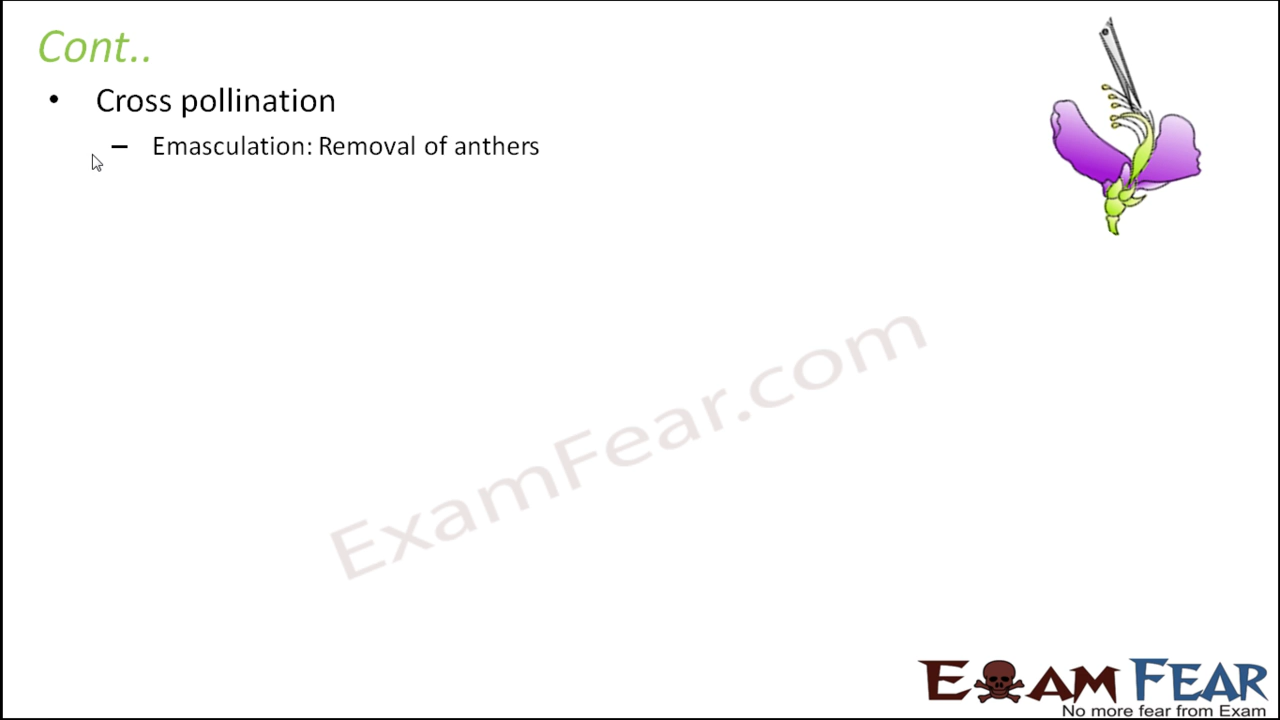 Cont..
• Cross pollination
– Emasculation: Removal of anthers
ExamFear.com
EXAM FEAR
No more fear from Exam